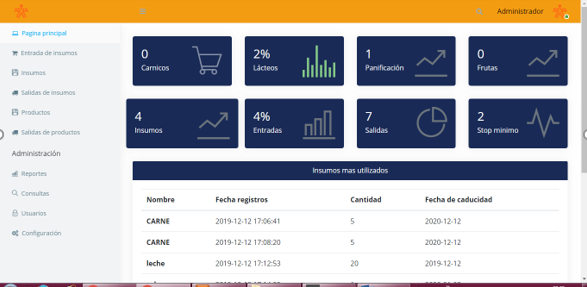 Administrador
Pagina principal
Entrada de insumos
Insumos
Salidas de insumos
Productos
Salidas de productos
Administración
Reportes
Consultas
Usuarios
Configuración
0
Carnicos
2%
Lácteos
1
Panificación
0
Frutas
4
Insumos
4%
Entradas
7
Salidas
2
Stop minimo
Insumos mas utilizados
Nombre Fecha registros Cantidad Fecha de caducidad
CARNE 2019-12-12 17:06:41 5 2020-12-12
CARNE 2019-12-12 17:08:20 5 2020-12-12
leche 2019-12-12 17:12:53 20 2019-12-12